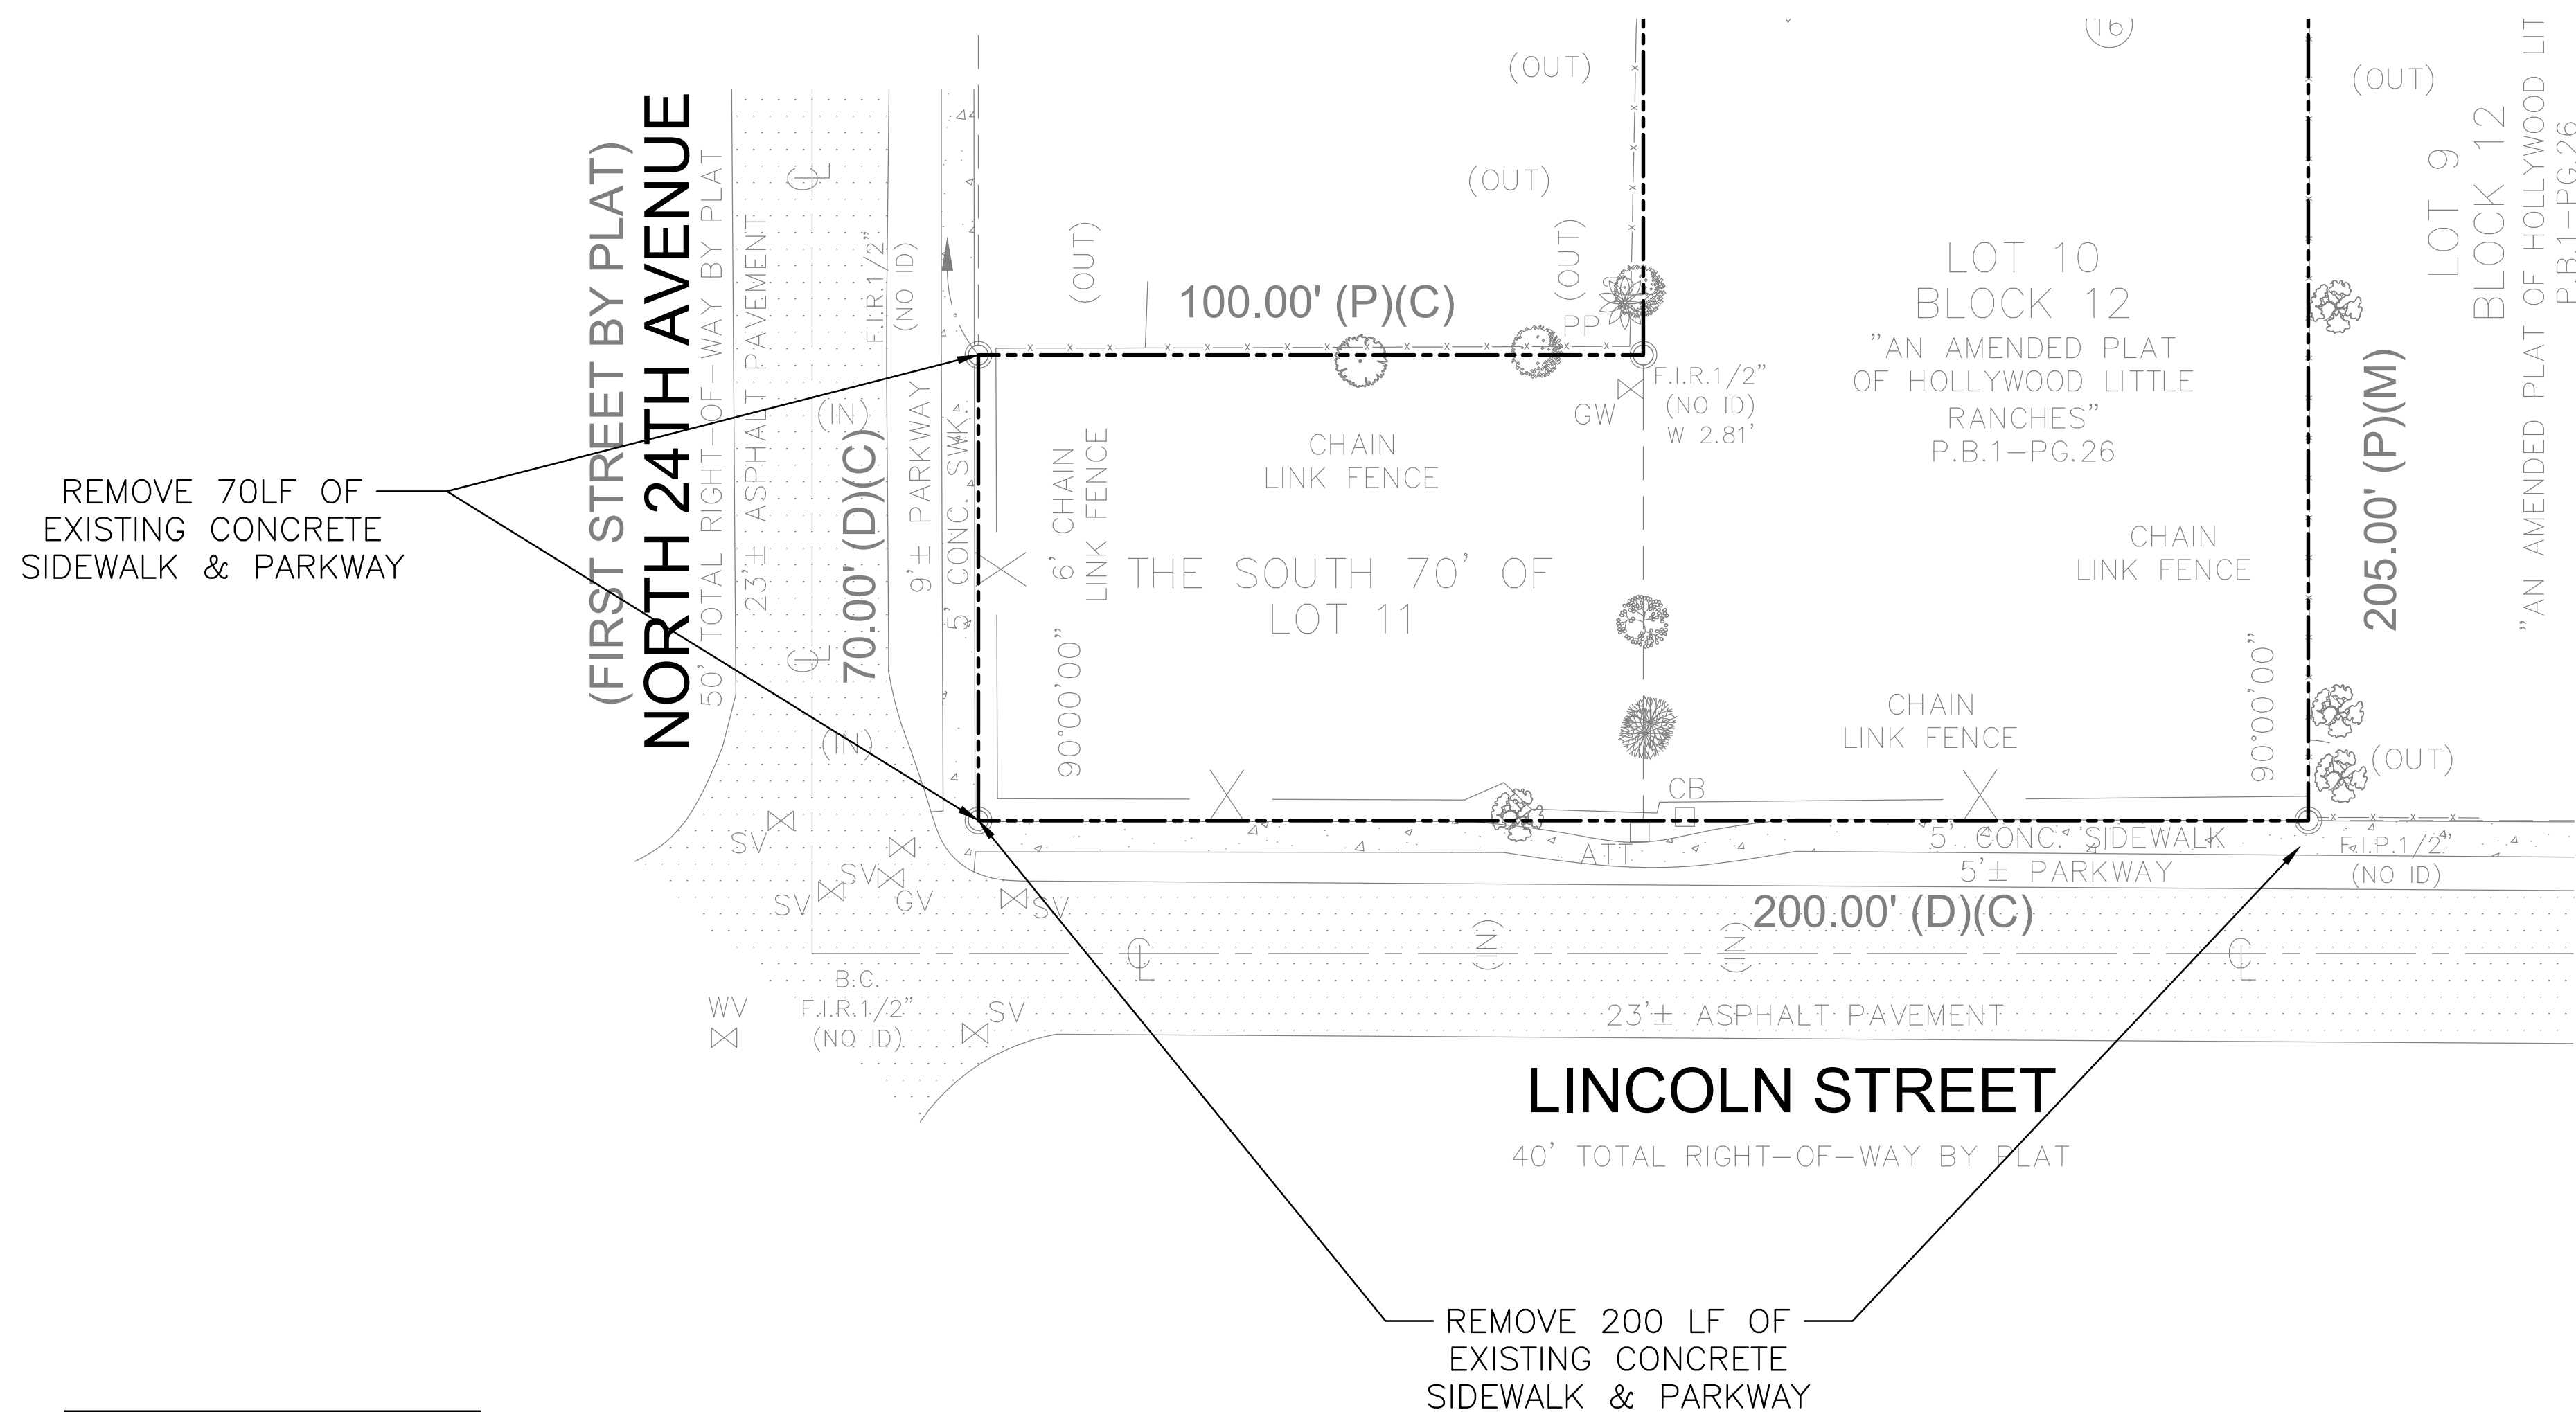 (16)
(OUT)
(OUT)
(OUT)
(OUT)
(OUT)
(FIRST STREET BY PLAT)
NORTH 24TH AVENUE
50' TOTAL RIGHT-OF-WAY BY PLAT
23'± ASPHALT PAVEMENT
CL
F.I.R.1/2"
(NO ID)
100.00' (P)(C)
PP
LOT 10
BLOCK 12
"AN AMENDED PLAT
OF HOLLYWOOD LITTLE
RANCHES"
P.B.1-PG.26
LOT 9
BLOCK 12
"AN AMENDED PLAT OF HOLLYWOOD LIT
P.B.1-PG.26
205.00' (P)(M)
F.I.R.1/2"
(NO ID)
W 2.81'
GW
(IN)
70.00' (D)(C)
9'± PARKWAY
5' CONC. SWK.
6' CHAIN
LINK FENCE
CHAIN
LINK FENCE
REMOVE 70LF OF
EXISTING CONCRETE
SIDEWALK & PARKWAY
THE SOUTH 70' OF
LOT 11
CHAIN
LINK FENCE
CL
90°00'00"
90°00'00"
CHAIN
LINK FENCE
(IN)
(OUT)
CB
SV
SV
SV
GV
SV
ATT
5' CONC. SIDEWALK
5'± PARKWAY
F.I.P.1/2"
(NO ID)
200.00' (D)(C)
CL
(IN)
(IN)
CL
B.C.
F.I.R.1/2"
(NO ID)
WV
SV
23'± ASPHALT PAVEMENT
LINCOLN STREET
40' TOTAL RIGHT-OF-WAY BY PLAT
REMOVE 200 LF OF
EXISTING CONCRETE
SIDEWALK & PARKWAY